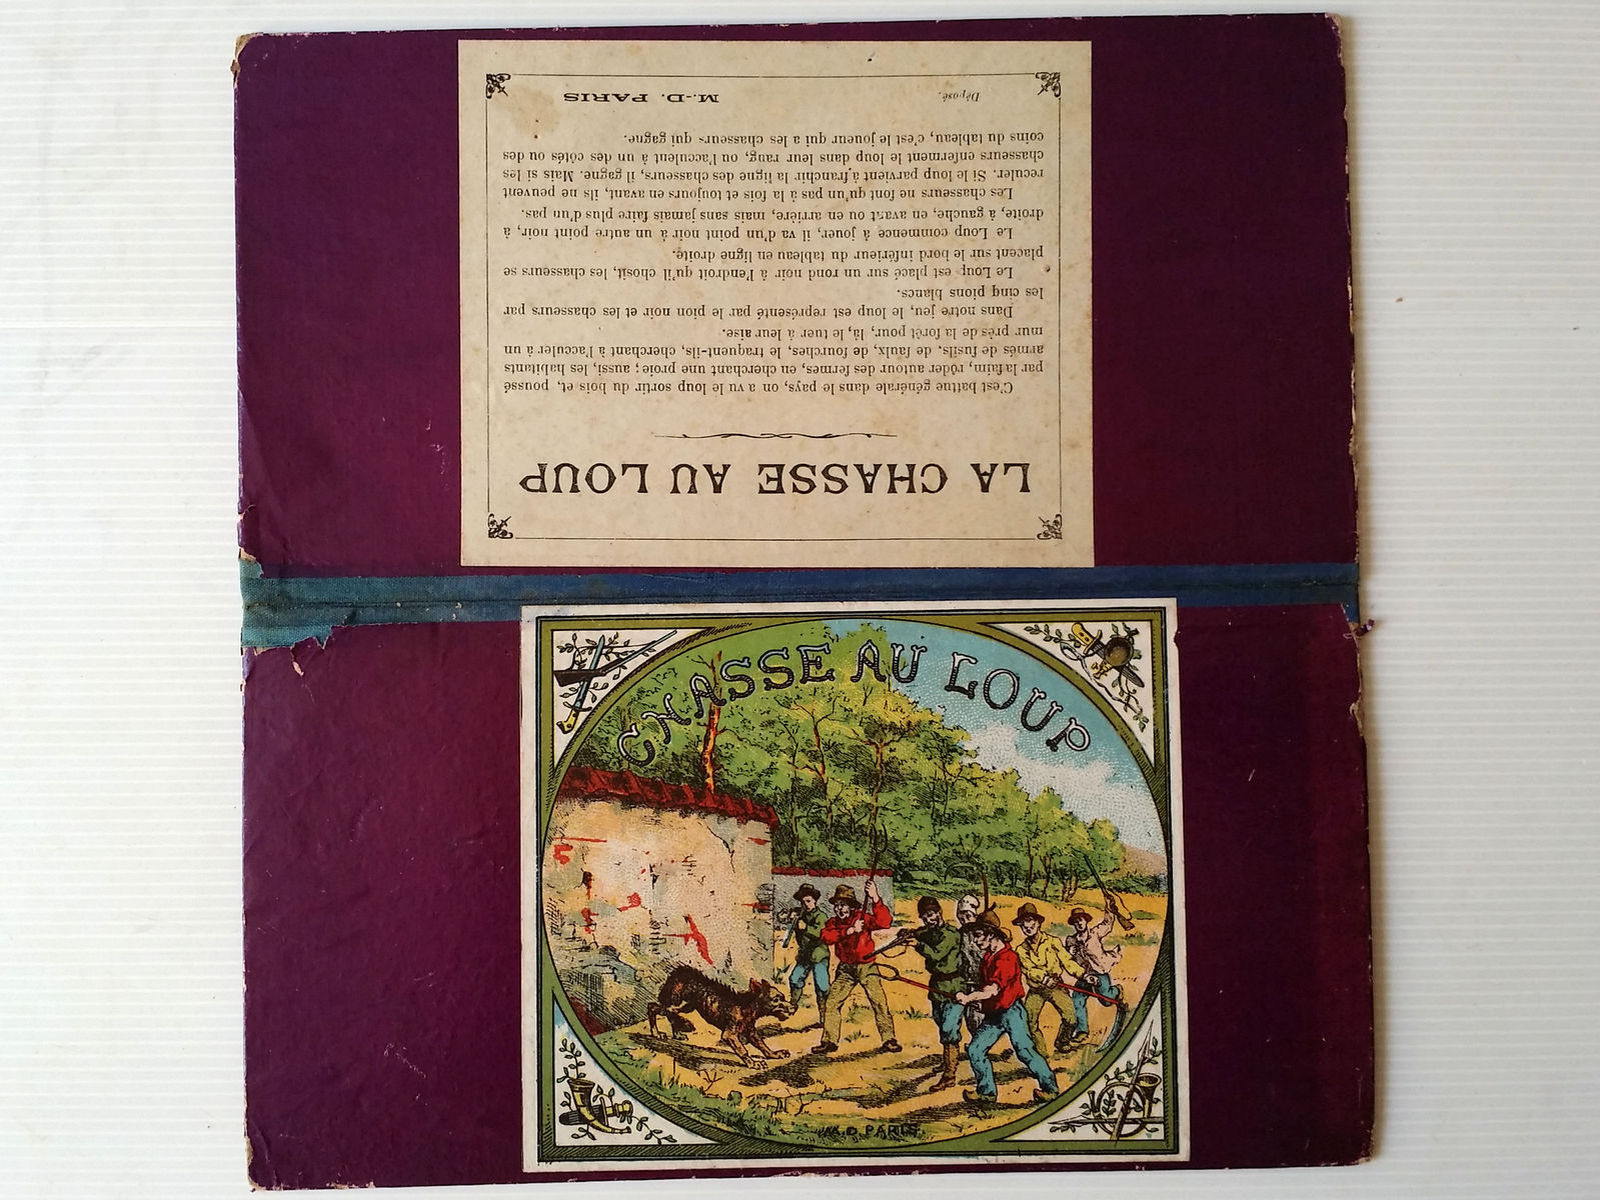 LA CHASSE AU LOUP
C'est battue générale dans le pays, on a vu le loup sortir du bois et, poussé
par la faim, rôder autour des fermes, en cherchant une proie ; aussi, les habitants
armés de fusils. de faulx, de fourches, le traquent-ils, cherchant à l'acculer à un
mur près de la forêt pour, là, le tuer à leur aise.
Dans notre jeu, le loup est représenté par le pion noir et les chasseurs par
les cinq pions blancs.
Le Loup est placé sur un rond noir à l'endroit qu'il chosit, les chasseurs se
placent sur le bord inférieur du tableau en ligne droite.
Le Loup commence à jouer, il va d'un point noir à un autre point noir, à
droite, à gauche, en avant ou en arrière, mais sans jamais faire plus d'un pas.
Les chasseurs ne font qu'un pas à la fois et toujours en avant, ils ne peuvent
reculer. Si le loup parvient à franchir la ligne des chasseurs, il gagne. Mais si les
chasseurs enferment le loup dans leur rang, ou l'acculent à un des côtés ou des
coins du tableau, c'est le joueur qui a les chasseurs qui gagne.
Déposé. M.-D. PARIS
CHASSE AU LOUP
M.D. PARIS